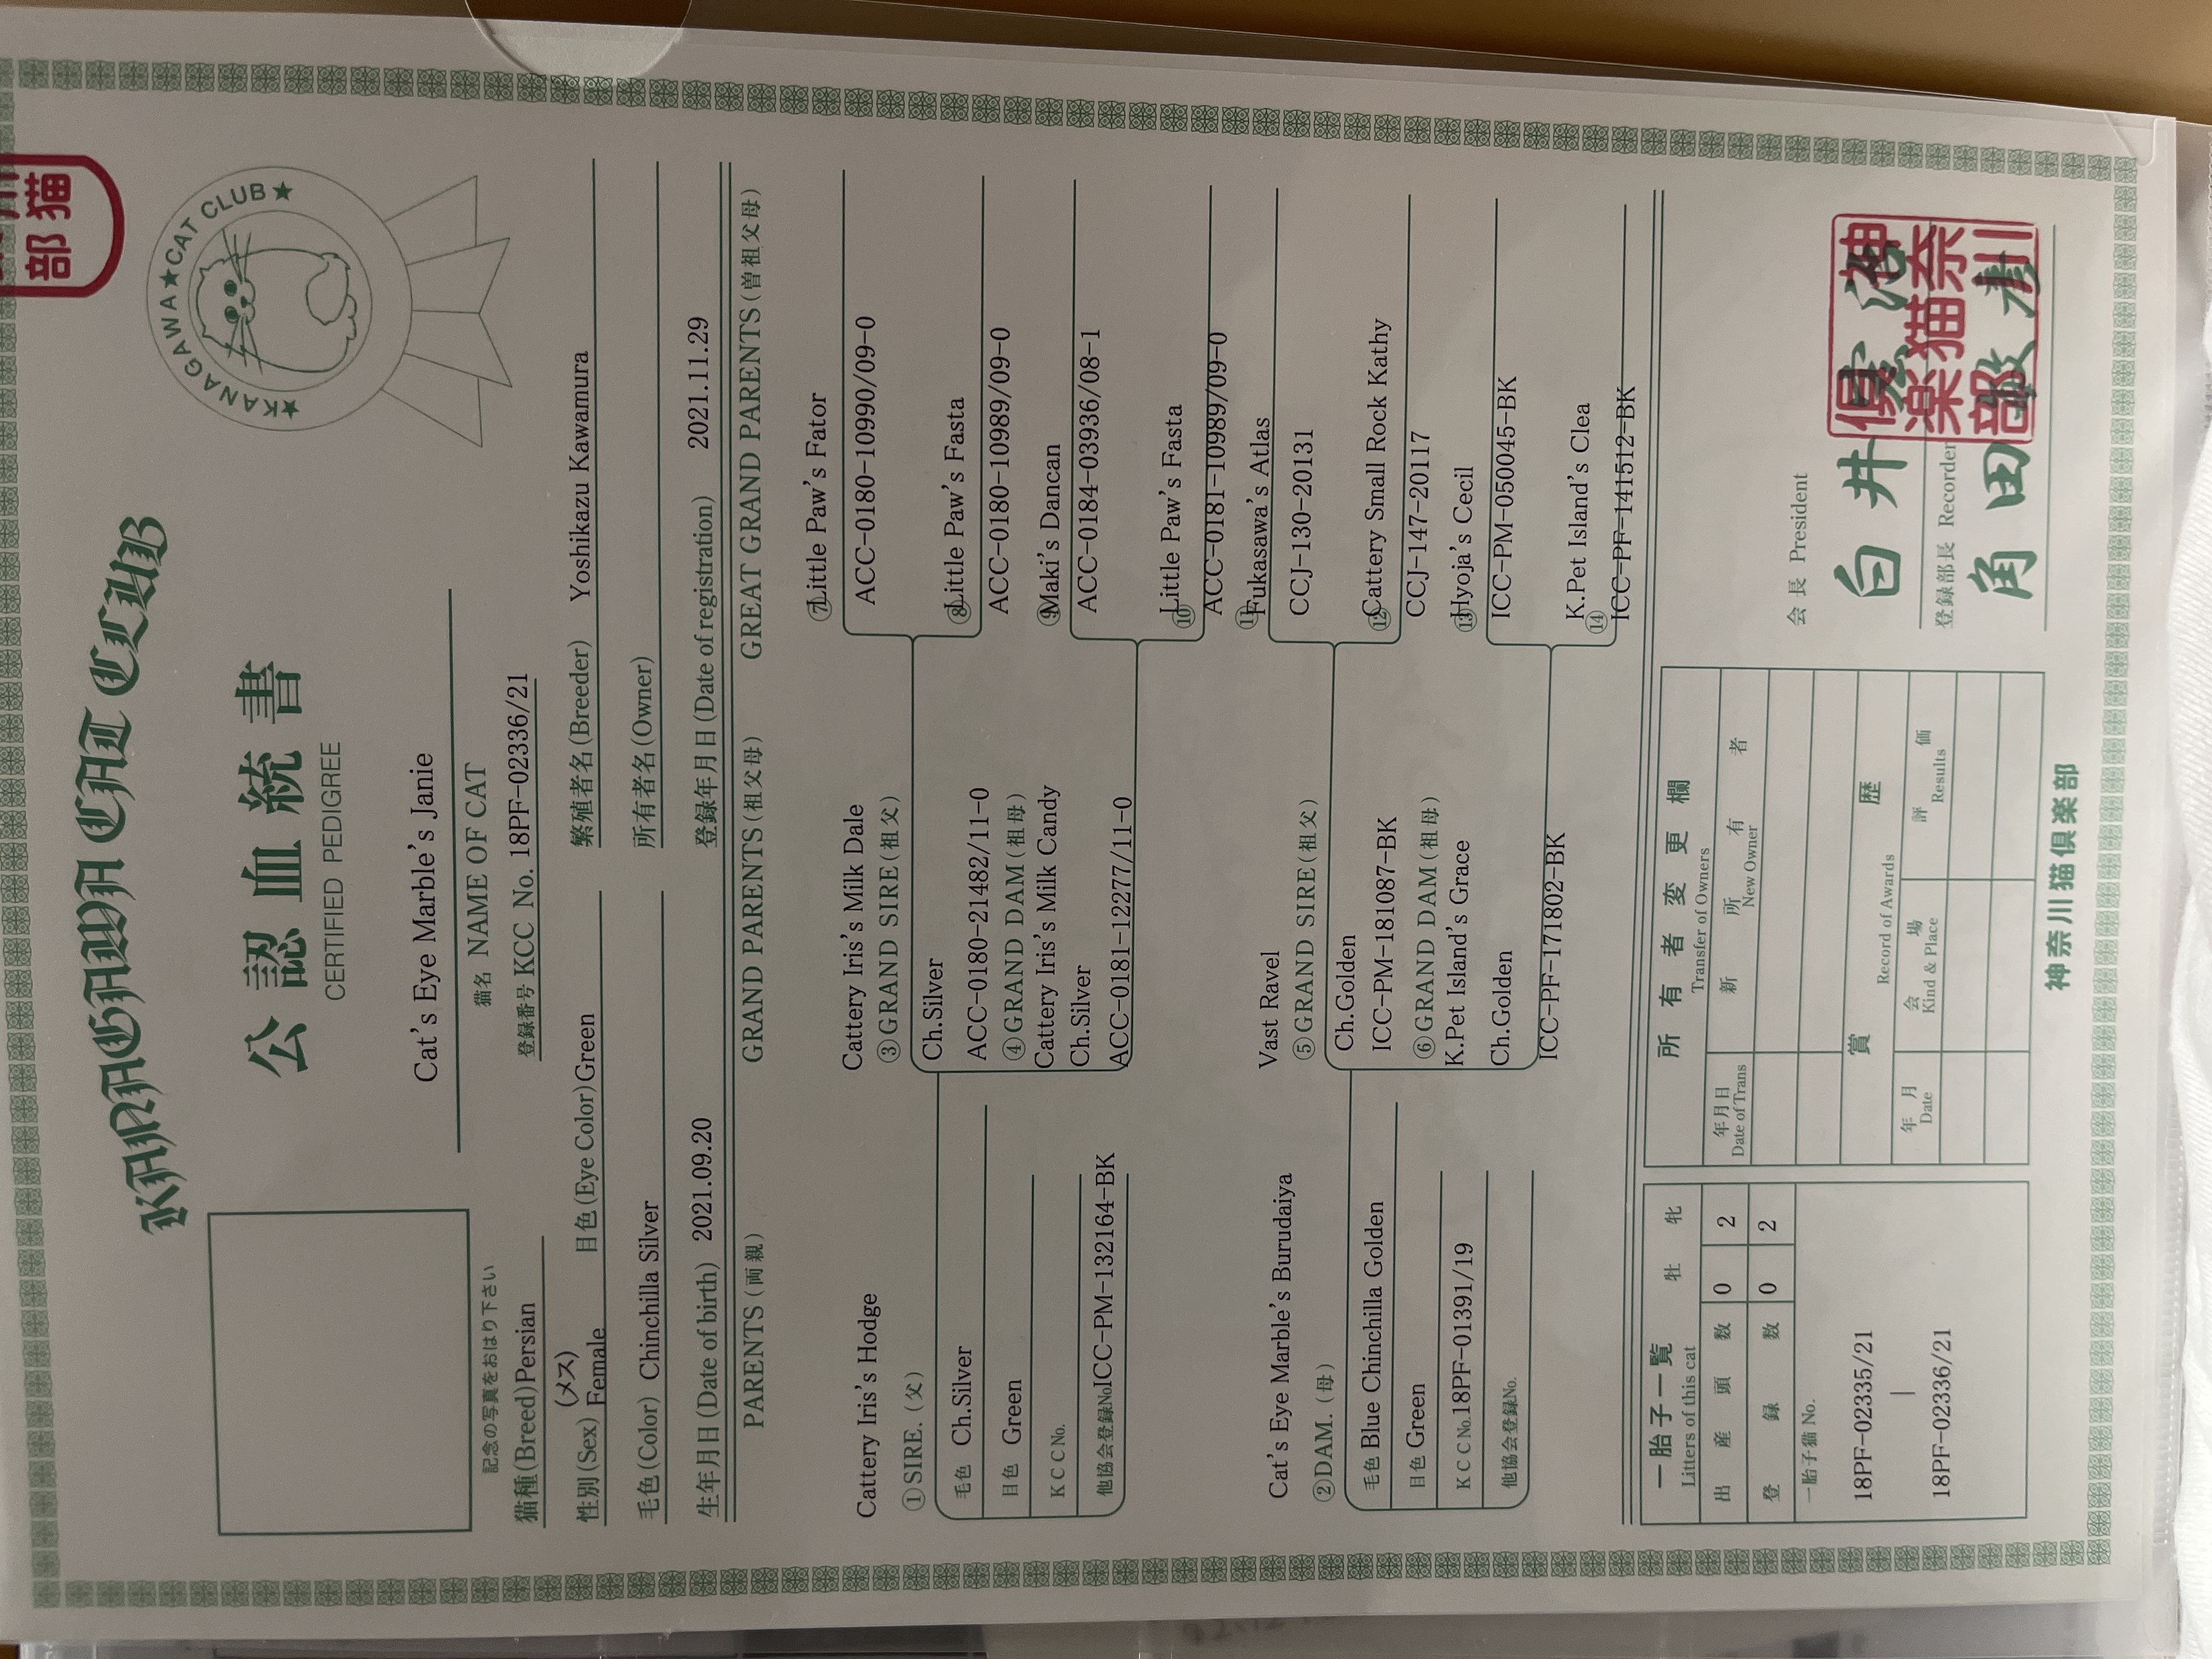 KANAGAWA CAT CLUB
部猫
★KANAGAWA★CAT CLUB★
公認血統書
CERTIFIED PEDIGREE
Cat's Eye Marble's Janie
猫名 NAME OF CAT
登録番号 KCC No. 18PF-02336/21
記念の写真をおはり下さい
猫種(Breed)Persian
性別(Sex) (メス) Female 目色(Eye Color)Green
繁殖者名(Breeder) Yoshikazu Kawamura
毛色(Color) Chinchilla Silver
所有者名(Owner)
生年月日(Date of birth) 2021.09.20
登録年月日(Date of registration) 2021.11.29
PARENTS(両親)
GRAND PARENTS(祖父母)
GREAT GRAND PARENTS(曽祖父母)
Cattery Iris's Hodge
①SIRE.(父)
毛色 Ch.Silver
目色 Green
KCC No.
他協会登録No.ICC-PM-132164-BK
Cat's Eye Marble's Burudaiya
②DAM.(母)
毛色 Blue Chinchilla Golden
目色 Green
KCC No.18PF-01391/19
他協会登録No.
Cattery Iris's Milk Dale
③GRAND SIRE(祖父)
Ch.Silver
ACC-0180-21482/11-0
④GRAND DAM(祖母)
Cattery Iris's Milk Candy
Ch.Silver
ACC-0181-12277/11-0
Vast Ravel
⑤GRAND SIRE(祖父)
Ch.Golden
ICC-PM-181087-BK
⑥GRAND DAM(祖母)
K.Pet Island's Grace
Ch.Golden
ICC-PF-171802-BK
⑦Little Paw's Fator
ACC-0180-10990/09-0
⑧Little Paw's Fasta
ACC-0180-10989/09-0
⑨Maki's Dancan
ACC-0184-03936/08-1
⑩Little Paw's Fasta
ACC-0181-10989/09-0
⑪Fukasawa's Atlas
CCJ-130-20131
⑫Cattery Small Rock Kathy
CCJ-147-20117
⑬Hyoja's Cecil
ICC-PM-050045-BK
⑭K.Pet Island's Clea
ICC-PF-141512-BK
一胎子一覧 牡 牝
Litters of this cat
出産頭数 0 2
登録数 0 2
一胎子猫 No.
18PF-02335/21
|
18PF-02336/21
所有者変更欄
Transfer of Owners
年月日 新所有者
Date of Trans New Owner
賞歴
Record of Awards
年月 会場 評価
Date Kind & Place Results
会長 President
白井
登録部長 Recorder
角田敏彦
神奈川猫倶楽部
神奈川猫倶楽部